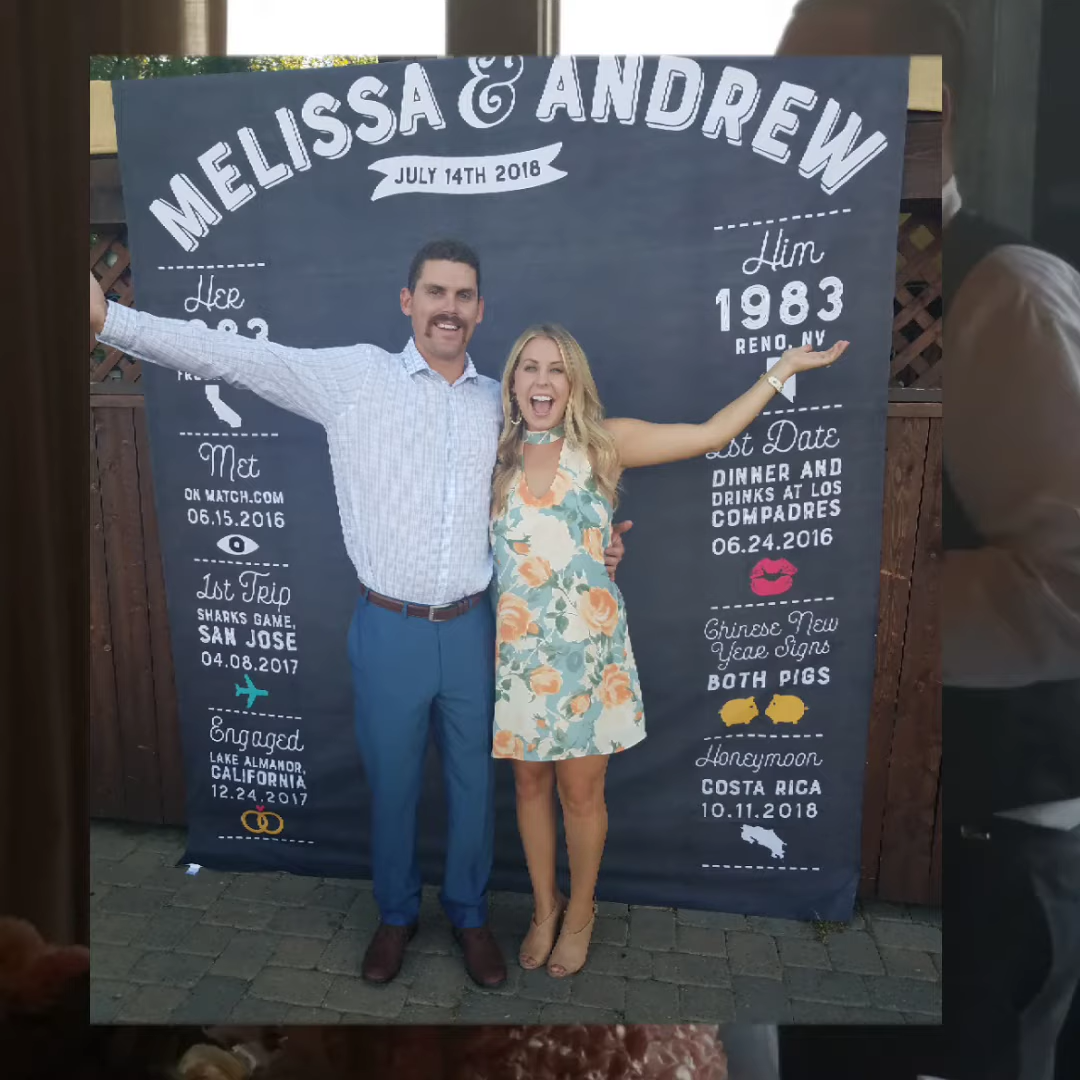 MELISSA & ANDREW
JULY 14TH 2018
Her
Met
ON MATCH.COM
06.15.2016
1st Trip
SHARKS GAME,
SAN JOSE
04.08.2017
Engaged
LAKE ALMANOR,
CALIFORNIA
12.24.2017
Him
1983
RENO, NV
1st Date
DINNER AND
DRINKS AT LOS
COMPADRES
06.24.2016
Chinese New
Year Signs
BOTH PIGS
Honeymoon
COSTA RICA
10.11.2018